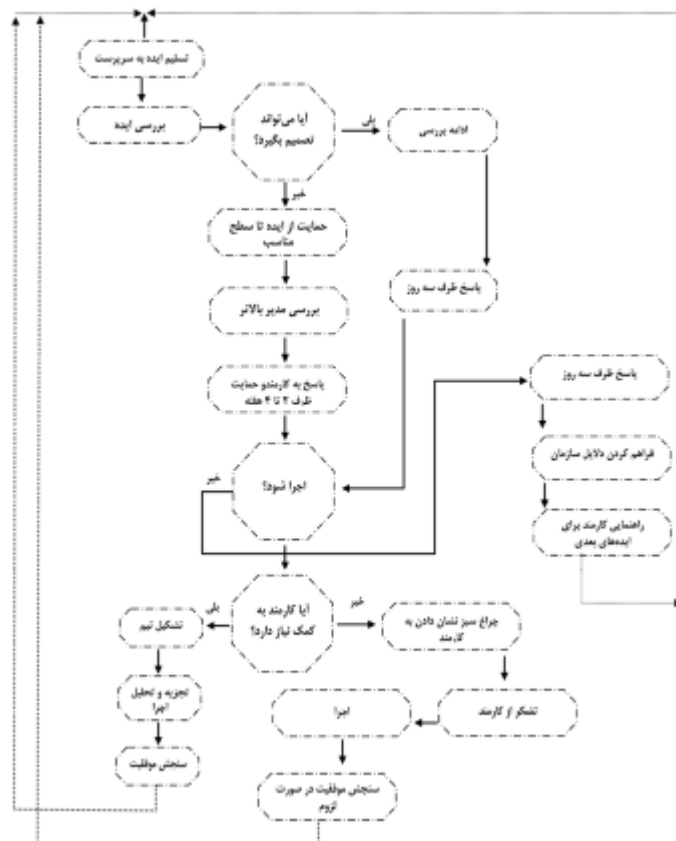 تسلیم ایده به سرپرست
بررسی ایده
آیا می‌تواند
تصمیم بگیرد؟
بلی
ادامه بررسی
خیر
حمایت از ایده تا سطح
مناسب
پاسخ ظرف سه روز
بررسی مدیر بالاتر
پاسخ به کارمندو حمایت
ظرف ۲ تا ۴ هفته
پاسخ ظرف سه روز
فراهم کردن دلایل سازمان
راهنمایی کارمند برای
ایده‌های بعدی
خیر
اجرا شود؟
آیا کارمند به
کمک نیاز دارد؟
بلی
تشکیل تیم
خیر
چراغ سبز نشان دادن به
کارمند
تجزیه و تحلیل
اجرا
تشکر از کارمند
اجرا
سنجش موفقیت
سنجش موفقیت در صورت
لزوم